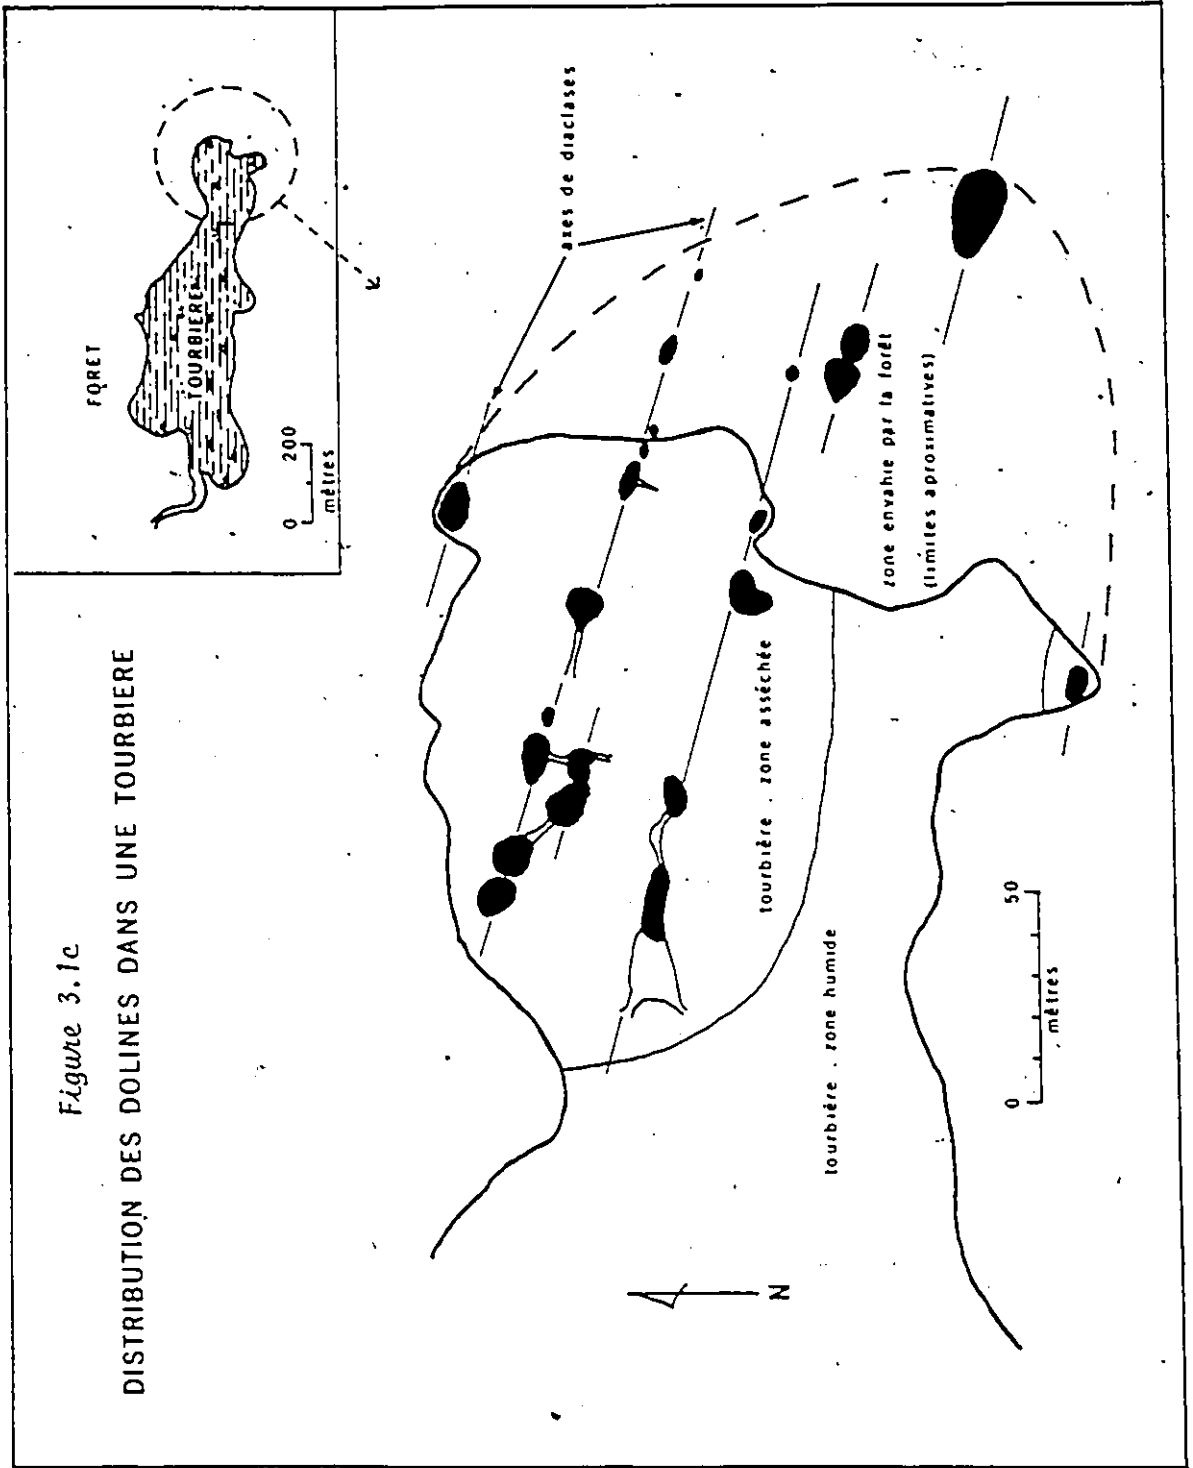 Figure 3.1c
DISTRIBUTION DES DOLINES DANS UNE TOURBIERE
FORET
TOURBIERE
0 200
mètres
axes de diaclases
zone envahie par la forêt
(limites aproximatives)
tourbière . zone asséchée
tourbière . zone humide
0 50
mètres
N